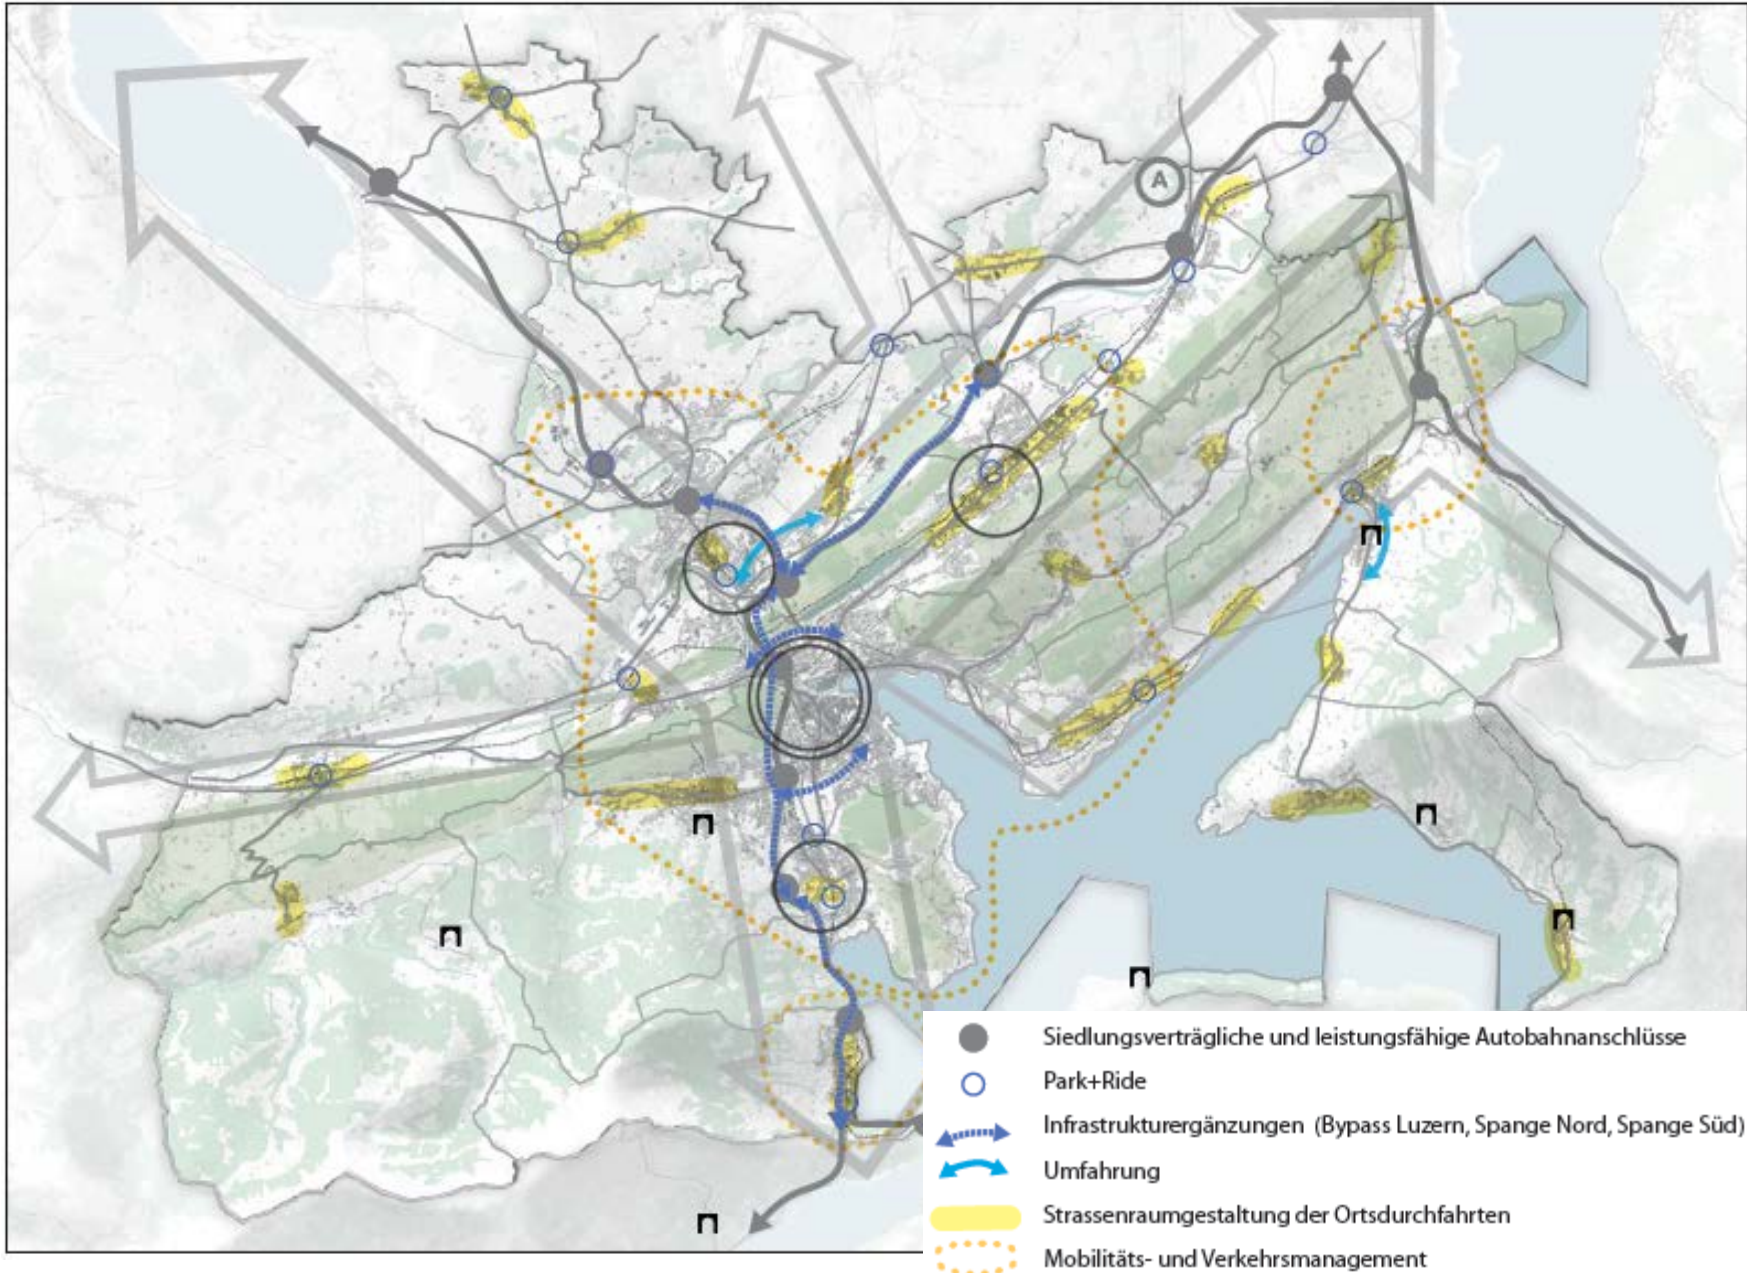 A
Siedlungsverträgliche und leistungsfähige Autobahnanschlüsse
Park+Ride
Infrastrukturergänzungen (Bypass Luzern, Spange Nord, Spange Süd)
Umfahrung
Strassenraumgestaltung der Ortsdurchfahrten
Mobilitäts- und Verkehrsmanagement